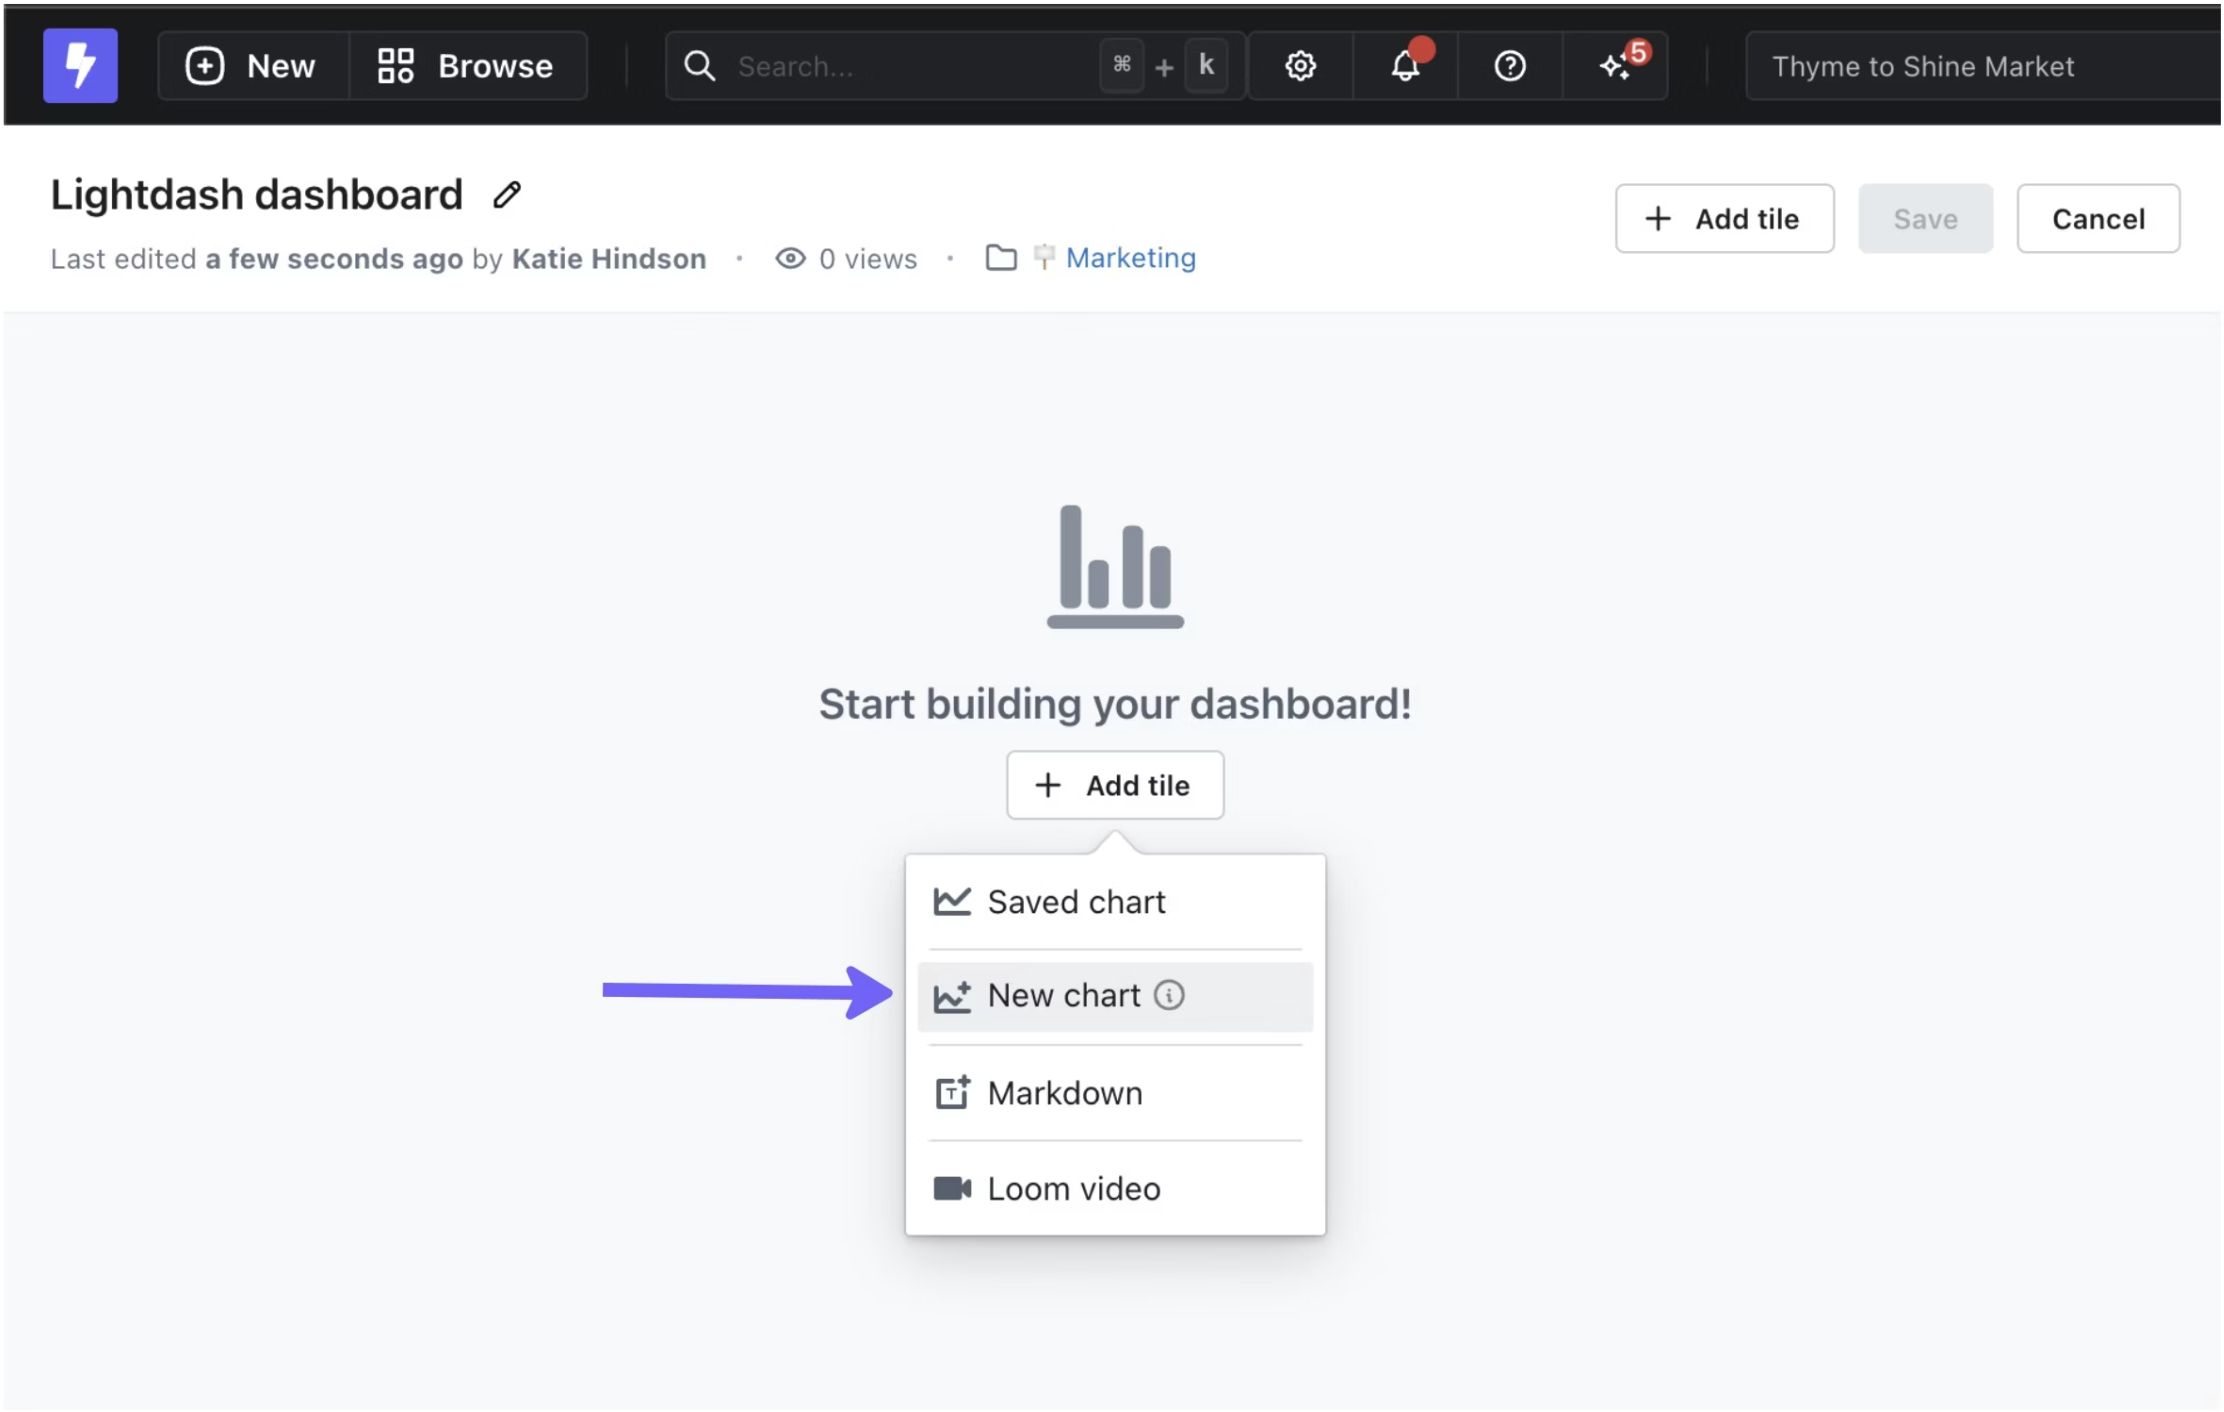 New Browse Search... ⌘ + k 5 Thyme to Shine Market
Lightdash dashboard
+ Add tile Save Cancel
Last edited a few seconds ago by Katie Hindson · 0 views · Marketing
Start building your dashboard!
+ Add tile
Saved chart
New chart
Markdown
Loom video